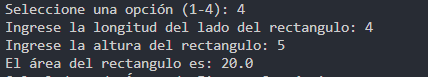 Seleccione una opción (1-4): 4
Ingrese la longitud del lado del rectangulo: 4
Ingrese la altura del rectangulo: 5
El área del rectangulo es: 20.0